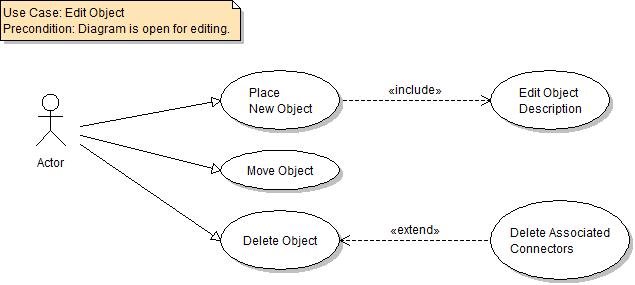 Use Case: Edit Object
Precondition: Diagram is open for editing.
Place
New Object
«include»
Edit Object
Description
Actor
Move Object
Delete Object
«extend»
Delete Associated
Connectors